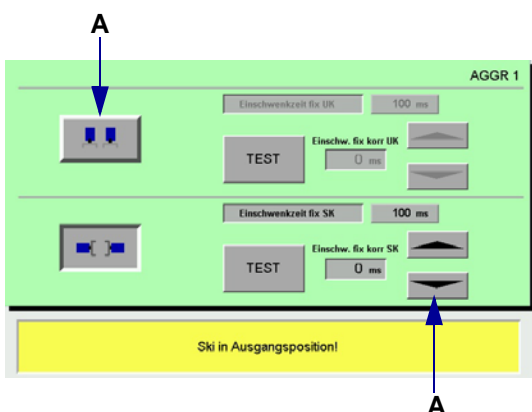 A
AGGR 1
Einschwenkzeit fix UK 100 ms
Einschw. fix korr UK
TEST 0 ms
Einschwenkzeit fix SK 100 ms
Einschw. fix korr SK
TEST 0 ms
Ski in Ausgangsposition!
A